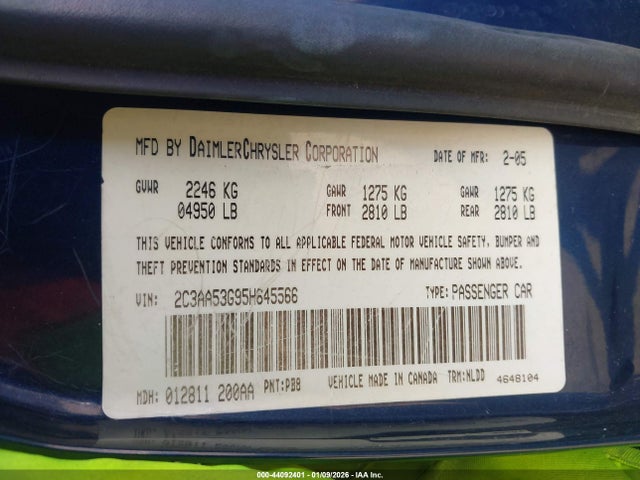 MFD BY DAIMLERCHRYSLER CORPORATION DATE OF MFR: 2-05
GVWR 2246 KG GAWR 1275 KG GAWR 1275 KG
04950 LB FRONT 2810 LB REAR 2810 LB
THIS VEHICLE CONFORMS TO ALL APPLICABLE FEDERAL MOTOR VEHICLE SAFETY, BUMPER AND
THEFT PREVENTION STANDARDS IN EFFECT ON THE DATE OF MANUFACTURE SHOWN ABOVE.
VIN: 2C3AA53G95H645566 TYPE: PASSENGER CAR
MDH: 012811 200AA PNT: PB8 VEHICLE MADE IN CANADA TRM: NLDD 4648104
000-44092401 - 01/09/2026 - IAA Inc.